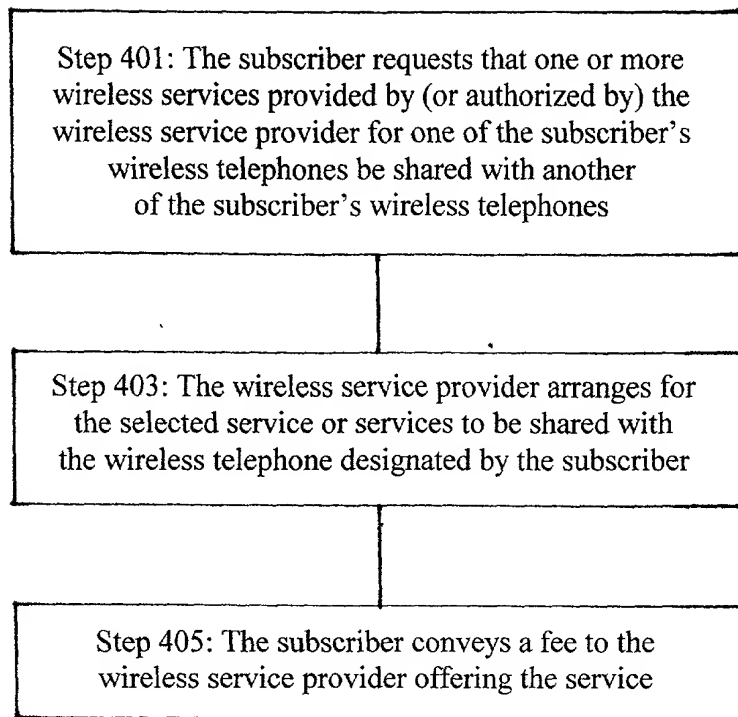 Step 401: The subscriber requests that one or more
wireless services provided by (or authorized by) the
wireless service provider for one of the subscriber's
wireless telephones be shared with another
of the subscriber's wireless telephones
Step 403: The wireless service provider arranges for
the selected service or services to be shared with
the wireless telephone designated by the subscriber
Step 405: The subscriber conveys a fee to the
wireless service provider offering the service